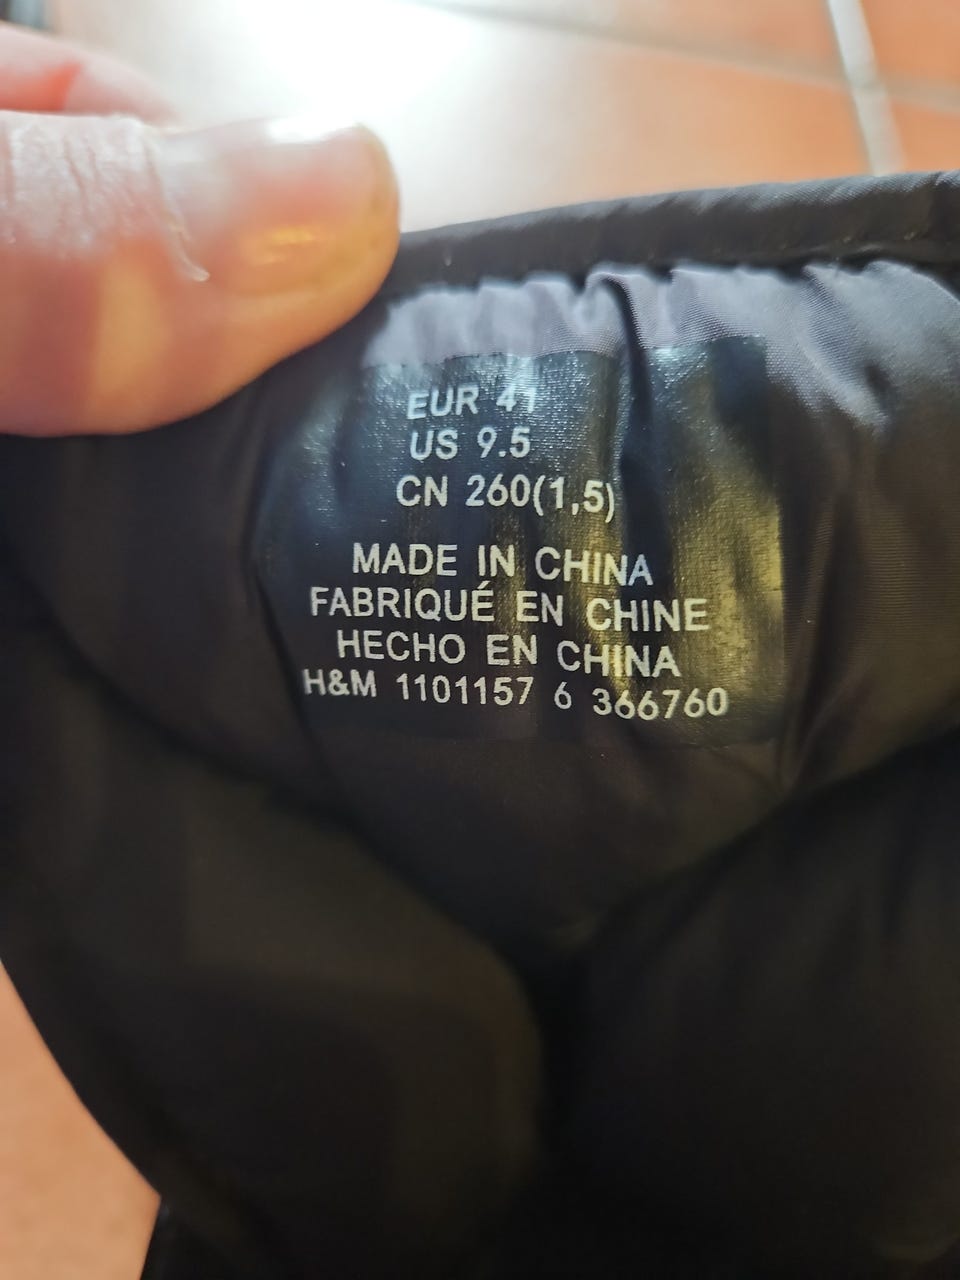 EUR 41
US 9.5
CN 260(1,5)
MADE IN CHINA
FABRIQUÉ EN CHINE
HECHO EN CHINA
H&M 1101157 6 366760